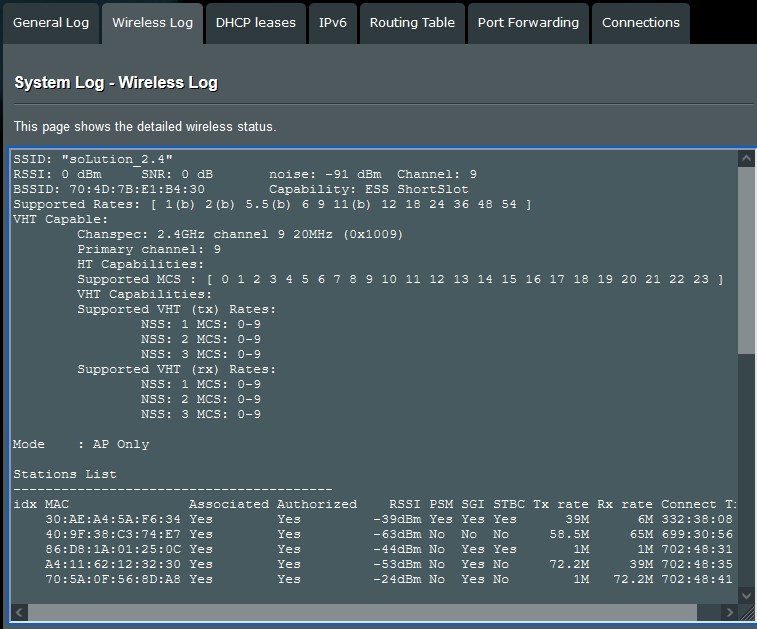 General Log Wireless Log DHCP leases IPv6 Routing Table Port Forwarding Connections
System Log - Wireless Log
This page shows the detailed wireless status.
SSID: "soLution_2.4"
RSSI: 0 dBm SNR: 0 dB noise: -91 dBm Channel: 9
BSSID: 70:4D:7B:E1:B4:30 Capability: ESS ShortSlot
Supported Rates: [ 1(b) 2(b) 5.5(b) 6 9 11(b) 12 18 24 36 48 54 ]
VHT Capable:
Chanspec: 2.4GHz channel 9 20MHz (0x1009)
Primary channel: 9
HT Capabilities:
Supported MCS : [ 0 1 2 3 4 5 6 7 8 9 10 11 12 13 14 15 16 17 18 19 20 21 22 23 ]
VHT Capabilities:
Supported VHT (tx) Rates:
NSS: 1 MCS: 0-9
NSS: 2 MCS: 0-9
NSS: 3 MCS: 0-9
Supported VHT (rx) Rates:
NSS: 1 MCS: 0-9
NSS: 2 MCS: 0-9
NSS: 3 MCS: 0-9
Mode : AP Only
Stations List
----------------------------------------
idx MAC Associated Authorized RSSI PSM SGI STBC Tx rate Rx rate Connect
30:AE:A4:5A:F6:34 Yes Yes -39dBm Yes Yes Yes 39M 6M 332:38:08
40:9F:38:C3:74:E7 Yes Yes -63dBm No No No 58.5M 65M 699:30:56
86:D8:1A:01:25:0C Yes Yes -44dBm No Yes Yes 1M 1M 702:48:31
A4:11:62:12:32:30 Yes Yes -53dBm No Yes No 72.2M 39M 702:48:35
70:5A:0F:56:8D:A8 Yes Yes -24dBm No Yes No 1M 72.2M 702:48:41